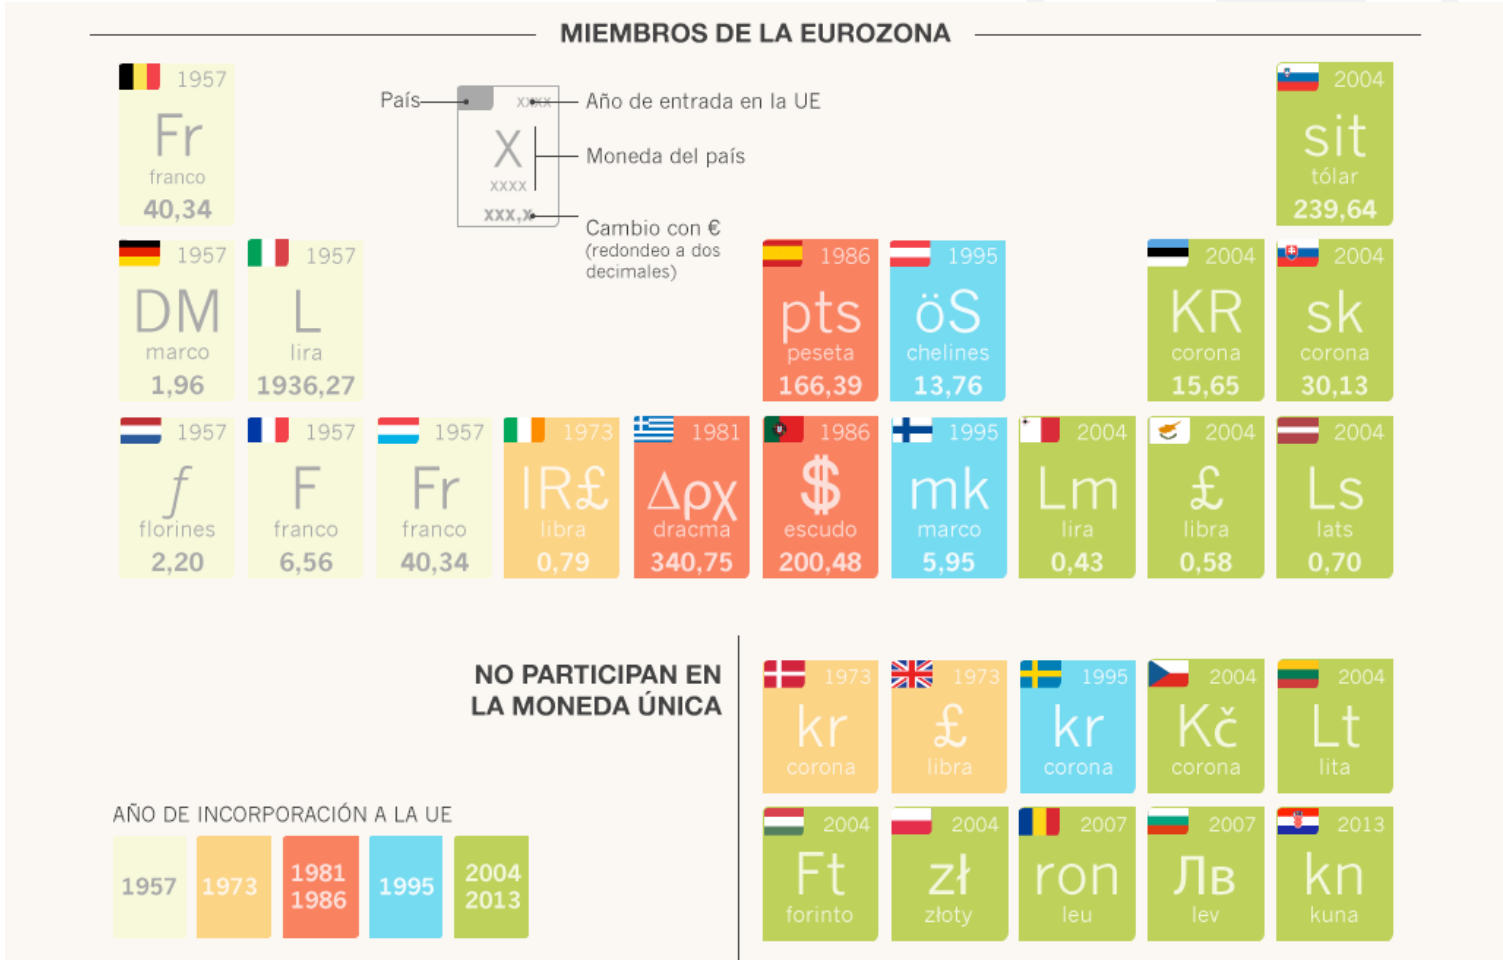 MIEMBROS DE LA EUROZONA
1957
Fr
franco
40,34
País
xxxx
Año de entrada en la UE
X
Moneda del país
xxxx
xxx,x
Cambio con €
(redondeo a dos
decimales)
2004
sit
tólar
239,64
1957
DM
marco
1,96
1957
L
lira
1936,27
1986
pts
peseta
166,39
1995
öS
chelines
13,76
2004
KR
corona
15,65
2004
sk
corona
30,13
1957
ƒ
florines
2,20
1957
F
franco
6,56
1957
Fr
franco
40,34
1973
IR£
libra
0,79
1981
Δρχ
dracma
340,75
1986
$
escudo
200,48
1995
mk
marco
5,95
2004
Lm
lira
0,43
2004
£
libra
0,58
2004
Ls
lats
0,70
NO PARTICIPAN EN
LA MONEDA ÚNICA
1973
kr
corona
1973
£
libra
1995
kr
corona
2004
Kč
corona
2004
Lt
lita
2004
Ft
forinto
2004
zł
złoty
2007
ron
leu
2007
Лв
lev
2013
kn
kuna
AÑO DE INCORPORACIÓN A LA UE
1957
1973
1981
1986
1995
2004
2013